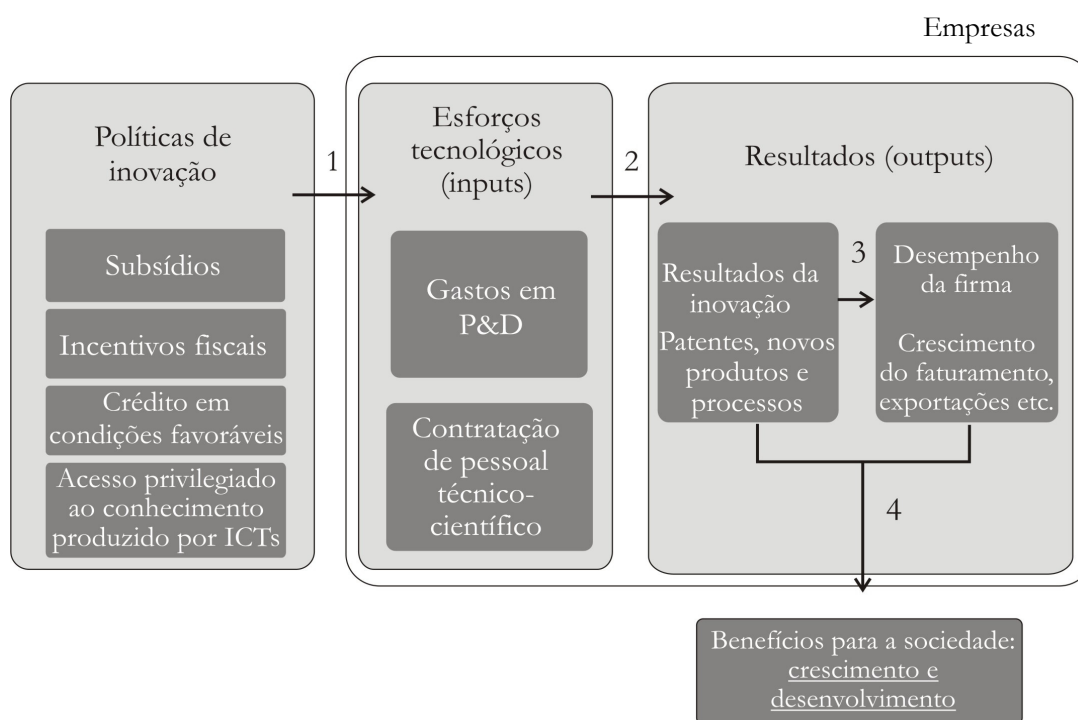 Empresas
Políticas de
inovação
Subsídios
Incentivos fiscais
Crédito em
condições favoráveis
Acesso privilegiado
ao conhecimento
produzido por ICTs
1
Esforços
tecnológicos
(inputs)
Gastos em
P&D
Contratação
de pessoal
técnico-
científico
2
Resultados (outputs)
Resultados da
inovação
Patentes, novos
produtos e
processos
3
Desempenho
da firma
Crescimento
do faturamento,
exportações etc.
4
Benefícios para a sociedade:
crescimento e
desenvolvimento